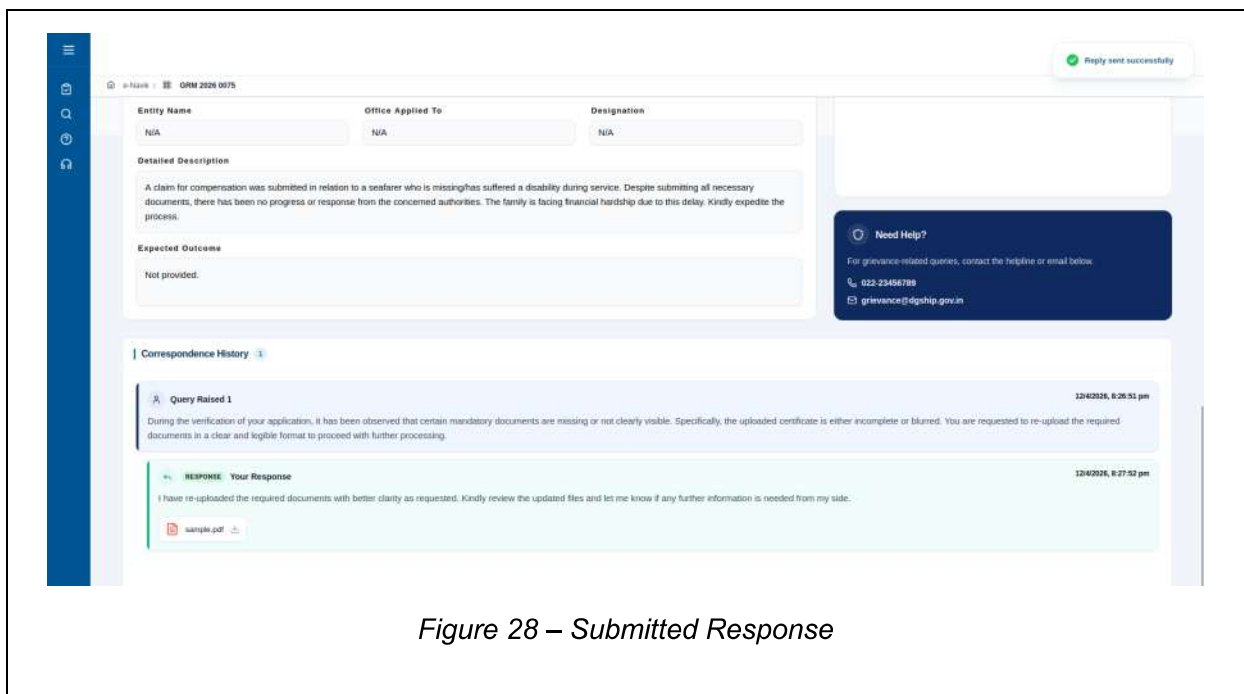 Reply sent successfully
e-Navik
GRM 2026 0075
Entity Name
Office Applied To
Designation
N/A
N/A
N/A
Detailed Description
A claim for compensation was submitted in relation to a seafarer who is missing/has suffered a disability during service. Despite submitting all necessary
documents, there has been no progress or response from the concerned authorities. The family is facing financial hardship due to this delay. Kindly expedite the
process.
Expected Outcome
Not provided.
Need Help?
For grievance-related queries, contact the helpline or email below.
022-23456789
grievance@dgship.gov.in
Correspondence History 1
Query Raised 1
12/4/2026, 8:26:51 pm
During the verification of your application, it has been observed that certain mandatory documents are missing or not clearly visible. Specifically, the uploaded certificate is either incomplete or blurred. You are requested to re-upload the required
documents in a clear and legible format to proceed with further processing.
RESPONSE Your Response
12/4/2026, 8:27:52 pm
I have re-uploaded the required documents with better clarity as requested. Kindly review the updated files and let me know if any further information is needed from my side.
sample.pdf
Figure 28 – Submitted Response